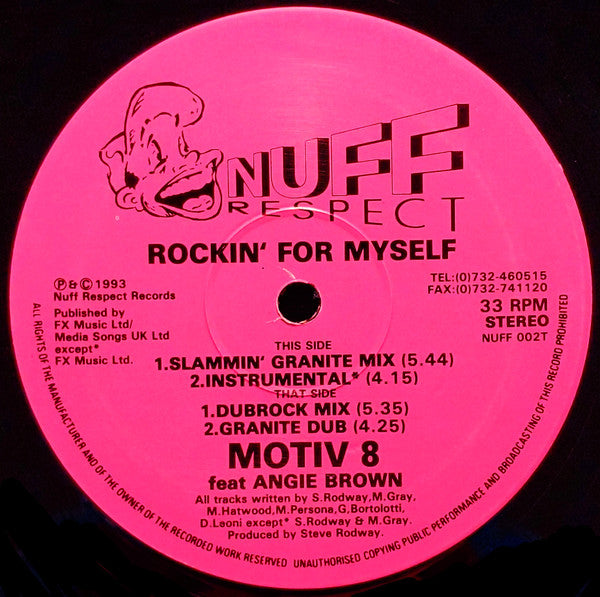 NUFF
RESPECT
ROCKIN' FOR MYSELF
℗ & © 1993
Nuff Respect Records
Published by
FX Music Ltd/
Media Songs UK Ltd
except*
FX Music Ltd.
TEL:(0)732-460515
FAX:(0)732-741120
33 RPM
STEREO
NUFF 002T
THIS SIDE
1.SLAMMIN' GRANITE MIX (5.44)
2.INSTRUMENTAL* (4.15)
THAT SIDE
1.DUBROCK MIX (5.35)
2.GRANITE DUB (4.25)
MOTIV 8
feat ANGIE BROWN
All tracks written by S.Rodway,M.Gray,
M.Hatwood,M.Persona,G,Bortolotti,
D.Leoni except* S.Rodway & M.Gray.
Produced by Steve Rodway.
ALL RIGHTS OF THE MANUFACTURER AND OF THE OWNER OF THE RECORDED WORK RESERVED UNAUTHORISED COPYING PUBLIC PERFORMANCE AND BROADCASTING OF THIS RECORD PROHIBITED